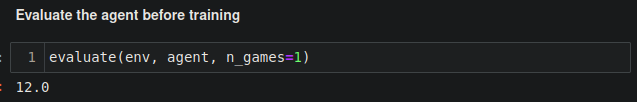 Evaluate the agent before training
1 evaluate(env, agent, n_games=1)
12.0